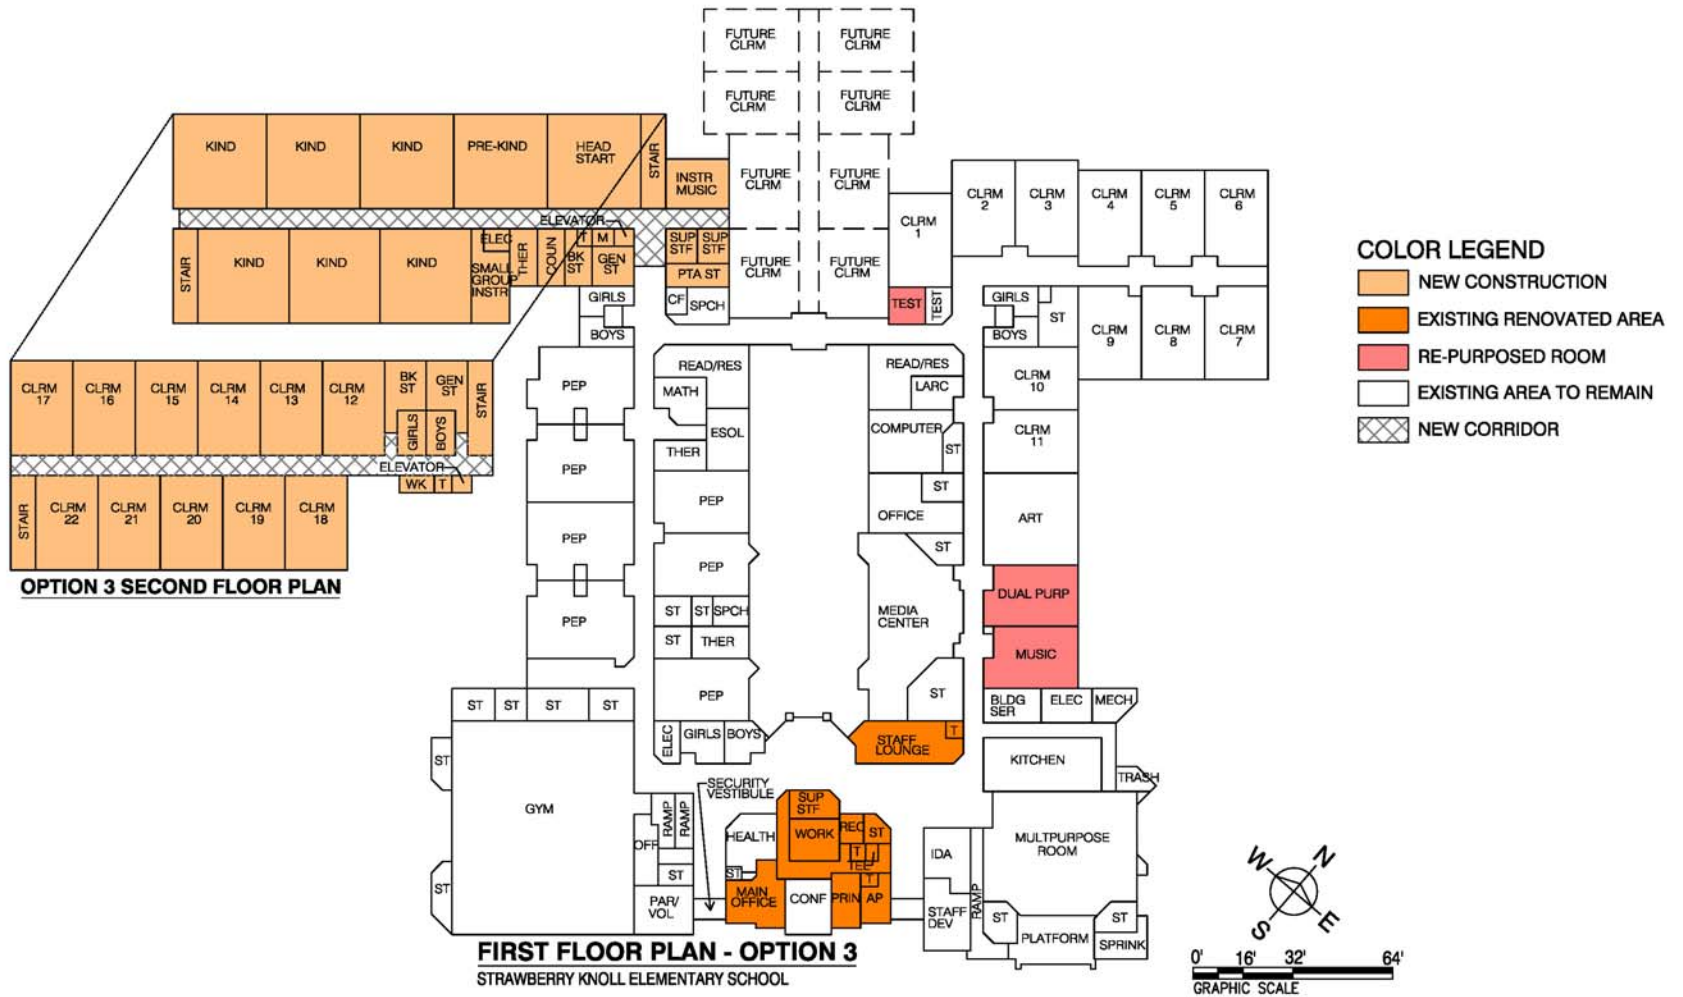 FUTURE
CLRM
FUTURE
CLRM
FUTURE
CLRM
FUTURE
CLRM
KIND
KIND
KIND
PRE-KIND
HEAD
START
STAIR
INSTR
MUSIC
FUTURE
CLRM
FUTURE
CLRM
CLRM
1
CLRM
2
CLRM
3
CLRM
4
CLRM
5
CLRM
6
ELEVATOR
STAIR
KIND
KIND
KIND
ELEC
SMALL
GROUP
INSTR
THER
COUN
T
M
BK
ST
GEN
ST
SUP
STF
SUP
STF
PTA ST
CF
SPCH
FUTURE
CLRM
FUTURE
CLRM
TEST
TEST
GIRLS
BOYS
GIRLS
BOYS
ST
CLRM
9
CLRM
8
CLRM
7
COLOR LEGEND
NEW CONSTRUCTION
EXISTING RENOVATED AREA
RE-PURPOSED ROOM
EXISTING AREA TO REMAIN
NEW CORRIDOR
CLRM
17
CLRM
16
CLRM
15
CLRM
14
CLRM
13
CLRM
12
BK
ST
GEN
ST
STAIR
GIRLS
BOYS
ELEVATOR
WK
T
STAIR
CLRM
22
CLRM
21
CLRM
20
CLRM
19
CLRM
18
OPTION 3 SECOND FLOOR PLAN
PEP
PEP
PEP
PEP
READ/RES
MATH
ESOL
THER
PEP
PEP
ST
ST
SPCH
ST
THER
PEP
ELEC
GIRLS
BOYS
READ/RES
LARC
COMPUTER
ST
ST
OFFICE
ST
MEDIA
CENTER
ST
STAFF
LOUNGE
T
CLRM
10
CLRM
11
ART
DUAL PURP
MUSIC
BLDG
SER
ELEC
MECH
KITCHEN
TRASH
ST
ST
ST
ST
ST
GYM
ST
OFF
RAMP
RAMP
ST
PAR/
VOL
SECURITY
VESTIBULE
HEALTH
ST
MAIN
OFFICE
SUP
STF
WORK
REC
ST
T
TEL
CONF
PRIN
T
AP
IDA
STAFF
DEV
RAMP
MULTPURPOSE
ROOM
ST
PLATFORM
ST
SPRINK
FIRST FLOOR PLAN - OPTION 3
STRAWBERRY KNOLL ELEMENTARY SCHOOL
W
N
S
E
0' 16' 32' 64'
GRAPHIC SCALE